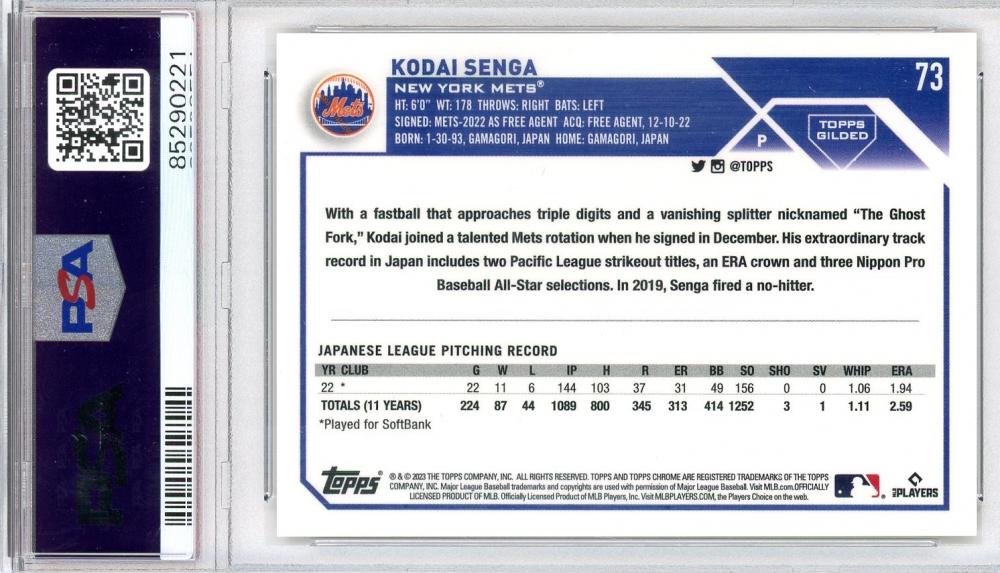 85290221
PSA
PSA
KODAI SENGA
73
Mets
NEW YORK METS®
HT: 6'0" WT: 178 THROWS: RIGHT BATS: LEFT
SIGNED: METS-2022 AS FREE AGENT ACQ: FREE AGENT, 12-10-22
BORN: 1-30-93, GAMAGORI, JAPAN HOME: GAMAGORI, JAPAN
P
TOPPS
GILDED
@TOPPS
With a fastball that approaches triple digits and a vanishing splitter nicknamed “The Ghost
Fork,” Kodai joined a talented Mets rotation when he signed in December. His extraordinary track
record in Japan includes two Pacific League strikeout titles, an ERA crown and three Nippon Pro
Baseball All-Star selections. In 2019, Senga fired a no-hitter.
JAPANESE LEAGUE PITCHING RECORD
YR CLUB G W L IP H R ER BB SO SHO SV WHIP ERA
22 * 22 11 6 144 103 37 31 49 156 0 0 1.06 1.94
TOTALS (11 YEARS) 224 87 44 1089 800 345 313 414 1252 3 1 1.11 2.59
*Played for SoftBank
Topps
® & © 2023 THE TOPPS COMPANY, INC. ALL RIGHTS RESERVED. TOPPS AND TOPPS CHROME ARE REGISTERED TRADEMARKS OF THE TOPPS
COMPANY, INC. Major League Baseball trademarks and copyrights are used with permission of Major League Baseball. Visit MLB.com.OFFICIALLY
LICENSED PRODUCT OF MLB. Officially Licensed Product of MLB Players, Inc. Visit MLBPLAYERS.COM, the Players Choice on the web.
MLB PLAYERS